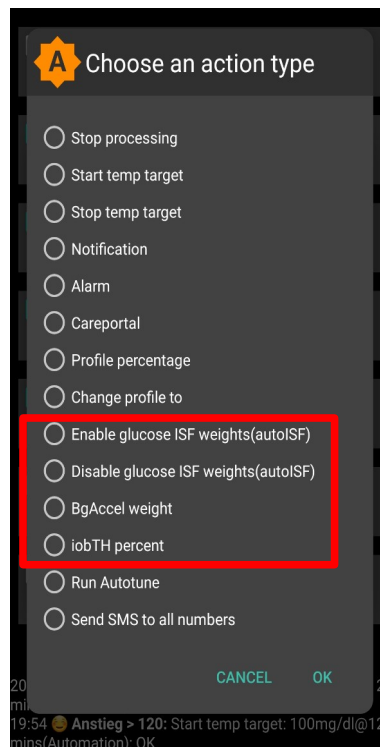 A Choose an action type
Stop processing
Start temp target
Stop temp target
Notification
Alarm
Careportal
Profile percentage
Change profile to
Enable glucose ISF weights(autoISF)
Disable glucose ISF weights(autoISF)
BgAccel weight
iobTH percent
Run Autotune
Send SMS to all numbers
CANCEL OK
20
mi
19:54 😊 Anstieg > 120: Start temp target: 100mg/dl@12
mins(Automation): OK